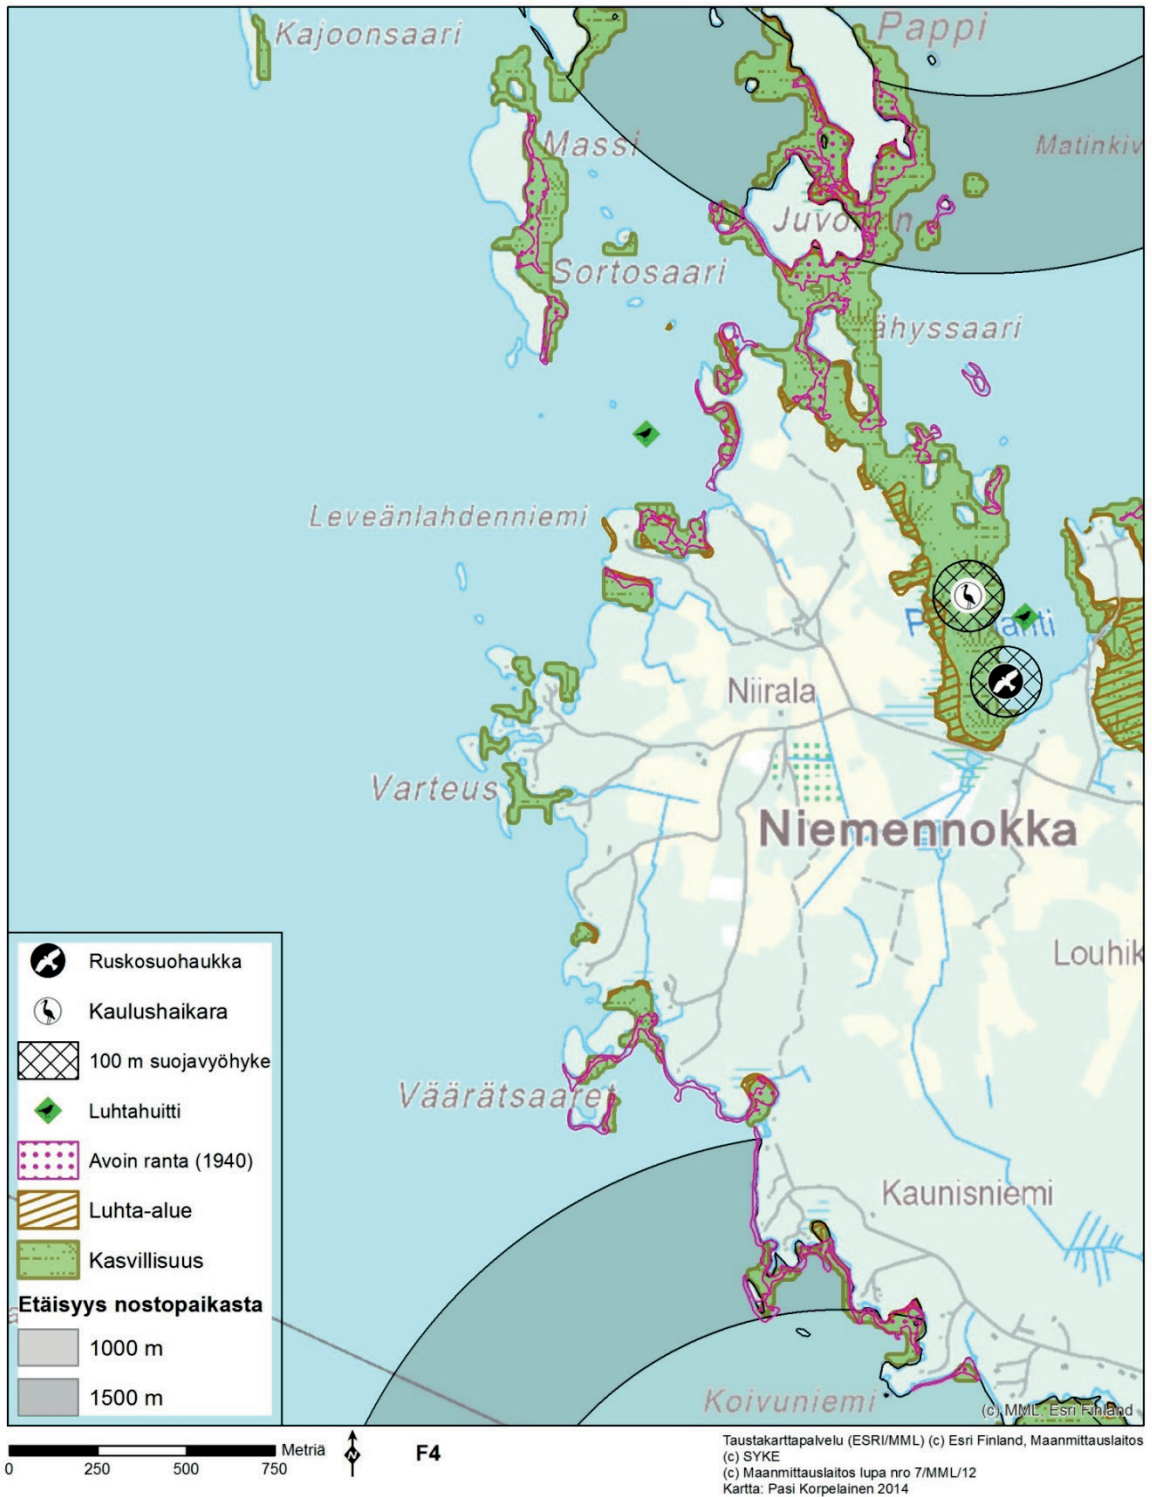 Kajoonsaari
Pappi
Massi
Matinkiv
Sortosaari
ähyssaari
Leveänlahdenniemi
Niirala
Varteus
Niemennokka
Louhik
Väärätsaaret
Kaunisniemi
Koivuniemi
(c) MML, Esri Finland
Ruskosuohaukka
Kaulushaikara
100 m suojavyöhyke
Luhtahuitti
Avoin ranta (1940)
Luhta-alue
Kasvillisuus
Etäisyys nostopaikasta
1000 m
1500 m
Metriä
0 250 500 750
N
F4
Taustakarttapalvelu (ESRI/MML) (c) Esri Finland, Maanmittauslaitos
(c) SYKE
(c) Maanmittauslaitos lupa nro 7/MML/12
Kartta: Pasi Korpelainen 2014